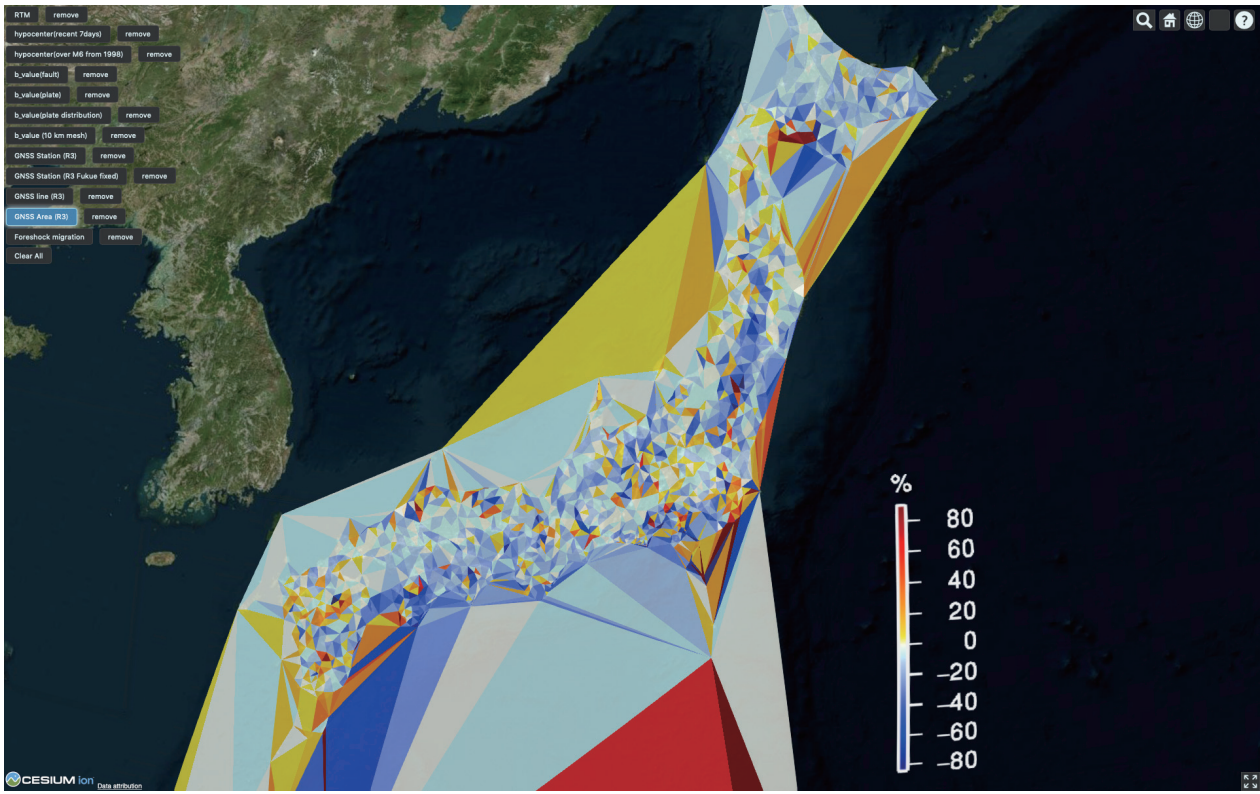 RTM remove
hypocenter(recent 7days) remove
hypocenter(over M6 from 1998) remove
b_value(fault) remove
b_value(plate) remove
b_value(plate distribution) remove
b_value (10 km mesh) remove
GNSS Station (R3) remove
GNSS Station (R3 Fukue fixed) remove
GNSS line (R3) remove
GNSS Area (R3) remove
Foreshock migration remove
Clear All
?
%
80
60
40
20
0
−20
−40
−60
−80
CESIUM ion
Data attribution